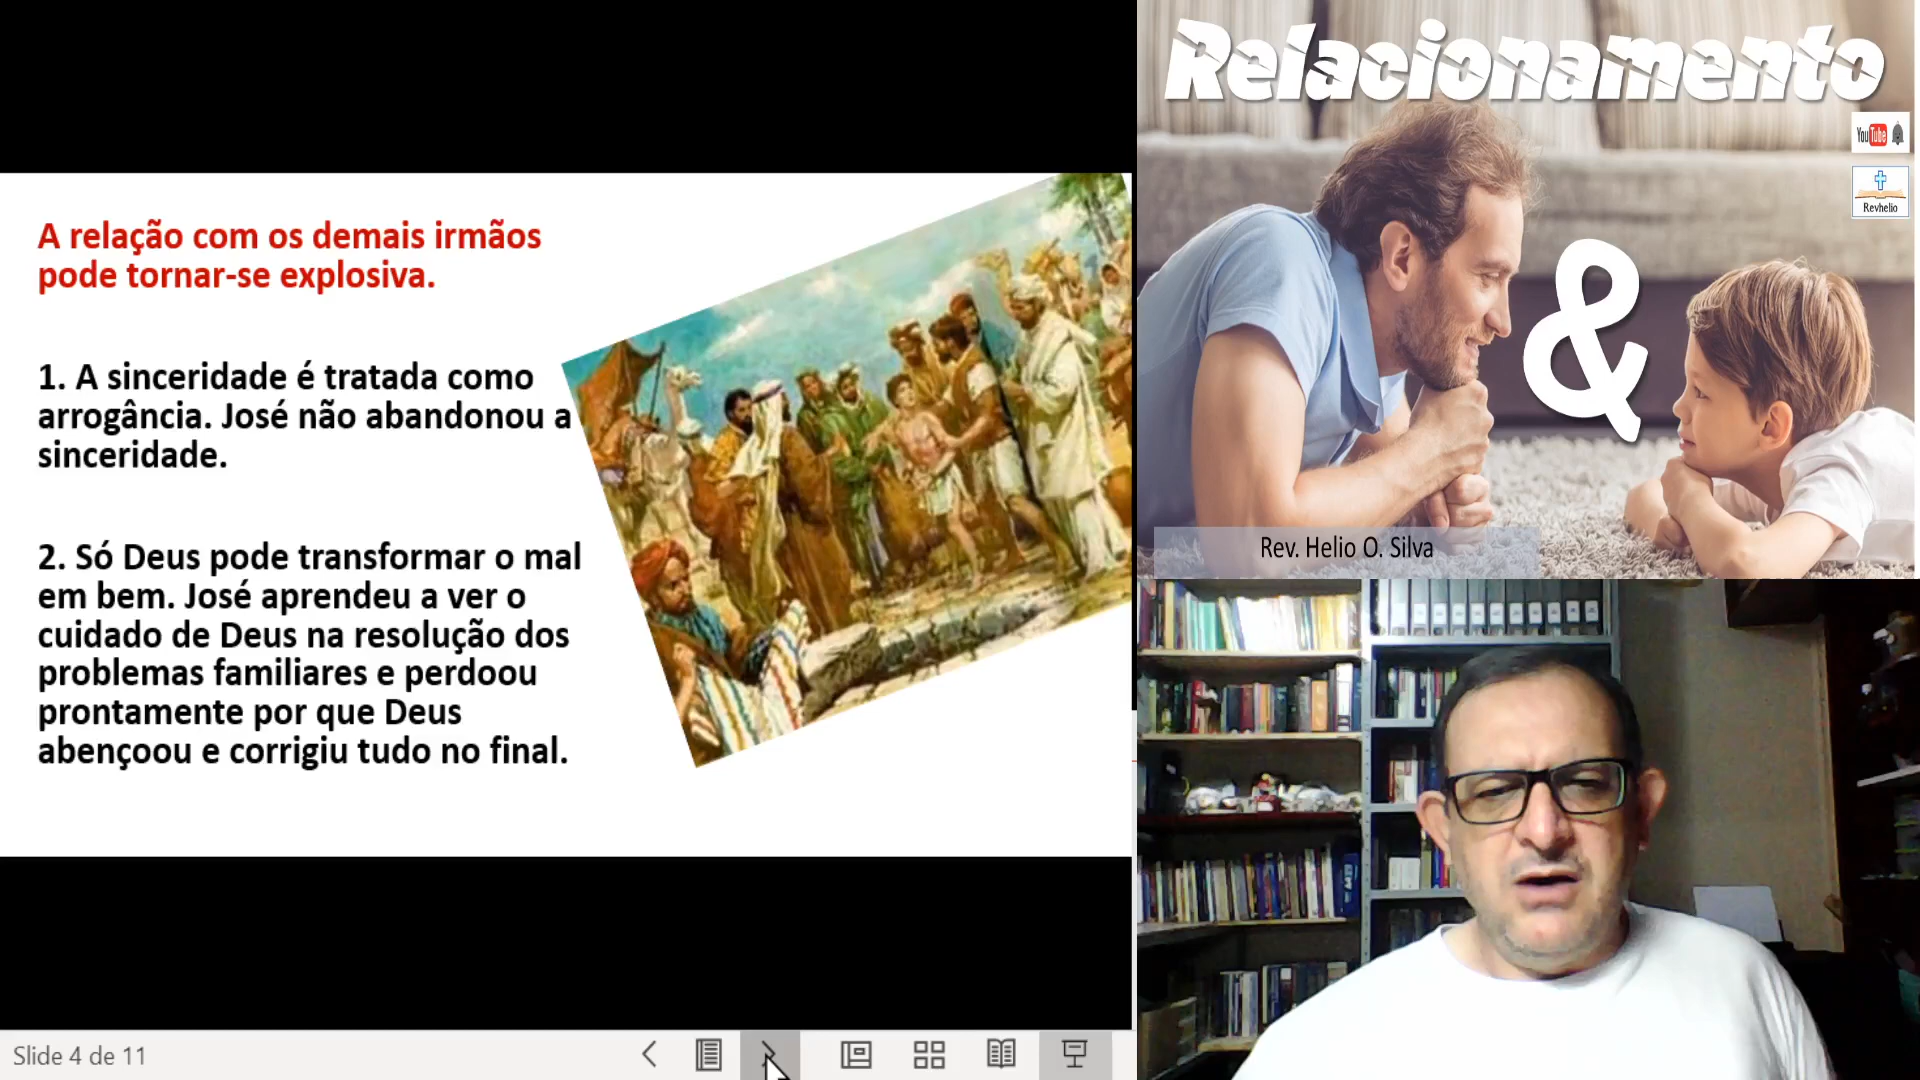 A relação com os demais irmãos
pode tornar-se explosiva.
1. A sinceridade é tratada como
arrogância. José não abandonou a
sinceridade.
2. Só Deus pode transformar o mal
em bem. José aprendeu a ver o
cuidado de Deus na resolução dos
problemas familiares e perdoou
prontamente por que Deus
abençoou e corrigiu tudo no final.
Slide 4 de 11
Relacionamento
YouTube
Revhelio
&
Rev. Helio O. Silva